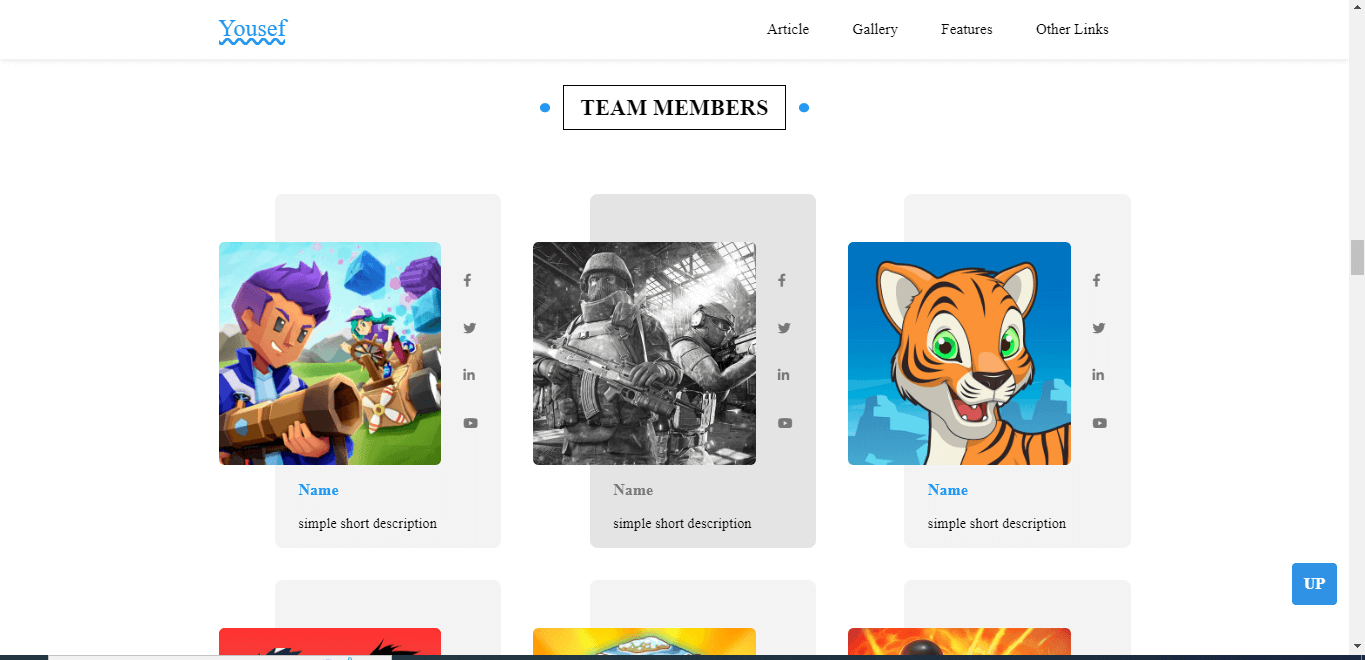 Yousef
Article Gallery Features Other Links
TEAM MEMBERS
Name
simple short description
Name
simple short description
Name
simple short description
UP